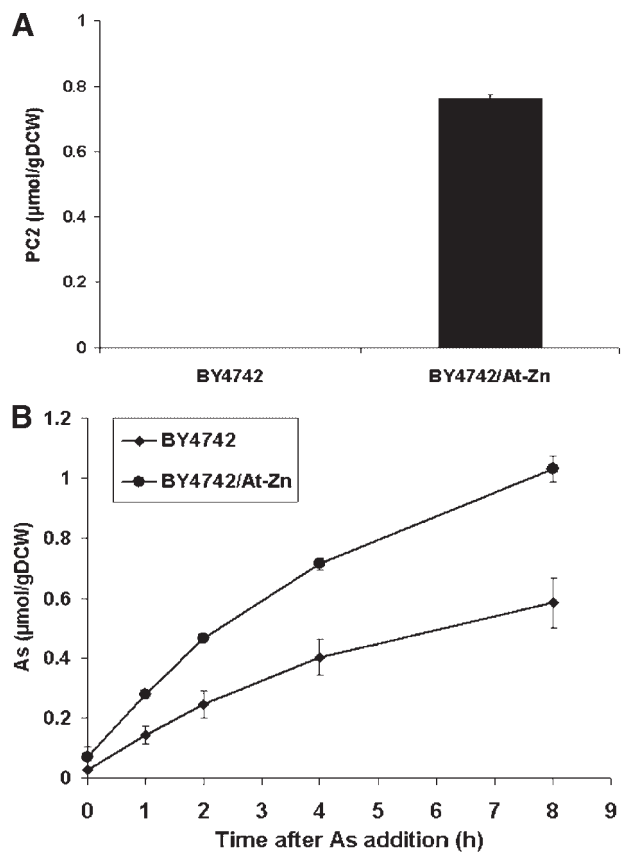 A
1
0.8
0.6
0.4
0.2
0
PC2 (µmol/gDCW)
BY4742 BY4742/At-Zn
B
1.2
1
0.8
0.6
0.4
0.2
0
As (µmol/gDCW)
BY4742
BY4742/At-Zn
0 1 2 3 4 5 6 7 8 9
Time after As addition (h)